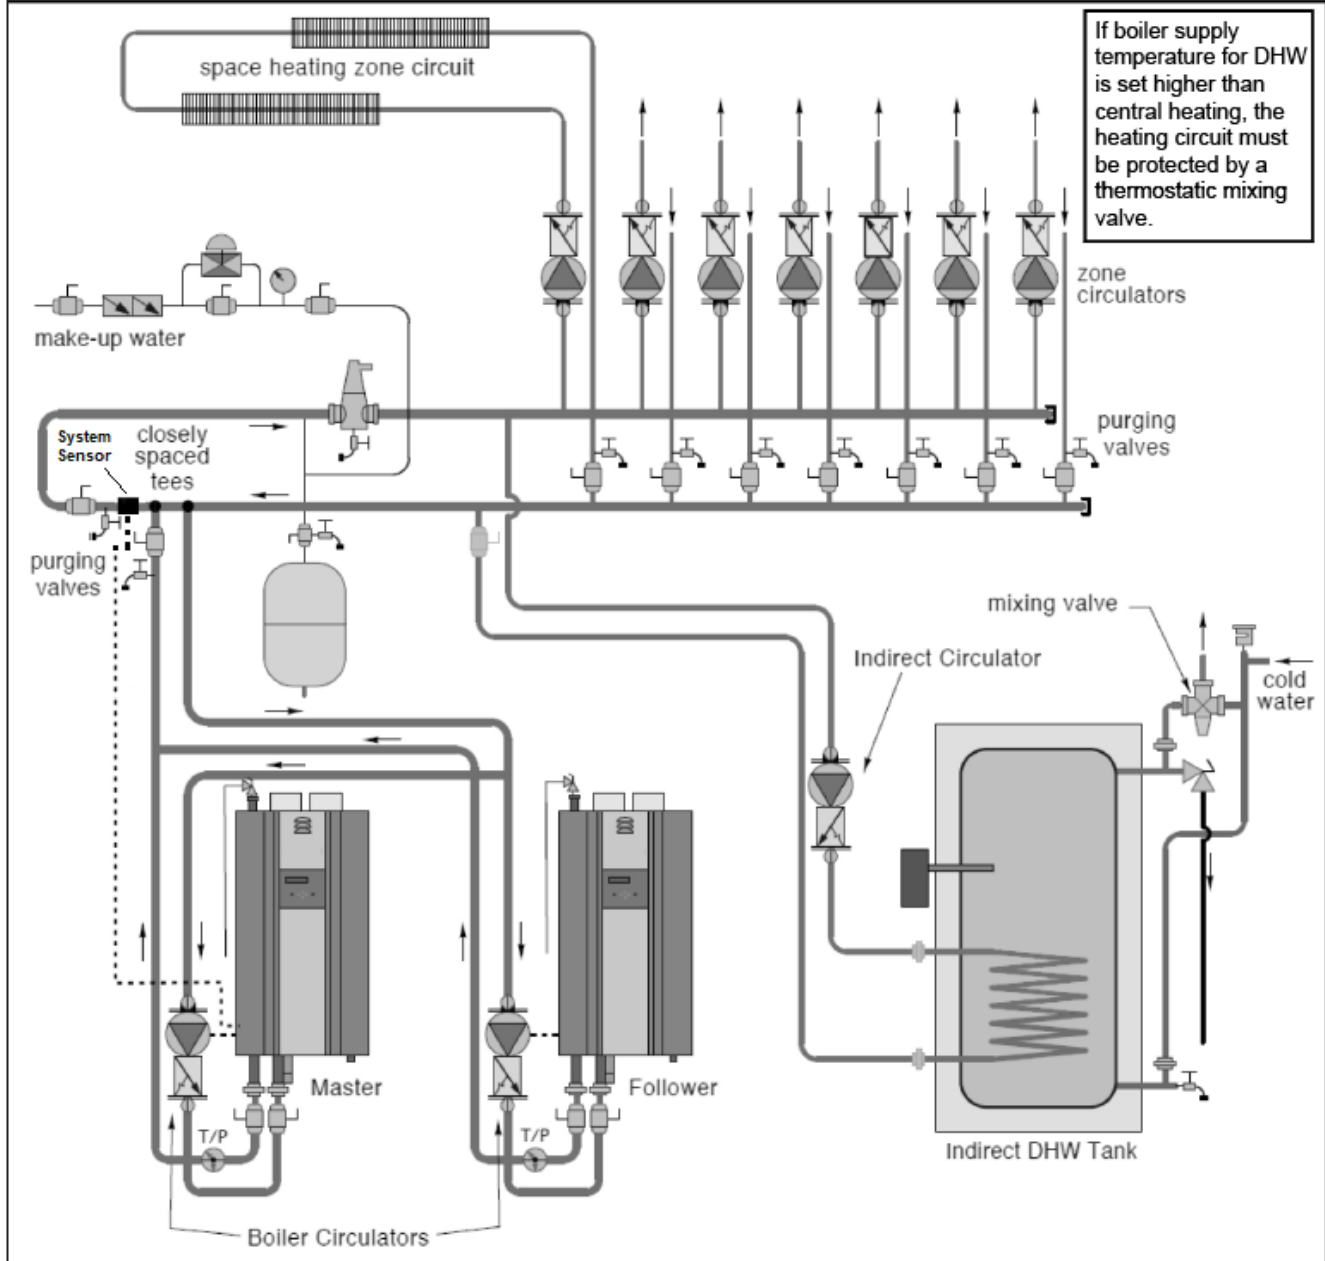 If boiler supply
temperature for DHW
is set higher than
central heating, the
heating circuit must
be protected by a
thermostatic mixing
valve.
space heating zone circuit
zone
circulators
make-up water
System
Sensor
closely
spaced
tees
purging
valves
purging
valves
mixing valve
Indirect Circulator
cold
water
Master
Follower
T/P
T/P
Indirect DHW Tank
Boiler Circulators